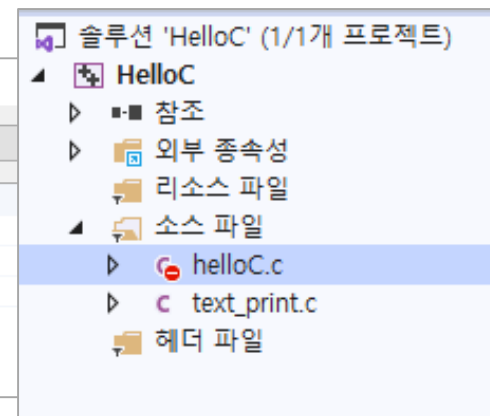 솔루션 'HelloC' (1/1개 프로젝트)
HelloC
참조
외부 종속성
리소스 파일
소스 파일
helloC.c
text_print.c
헤더 파일